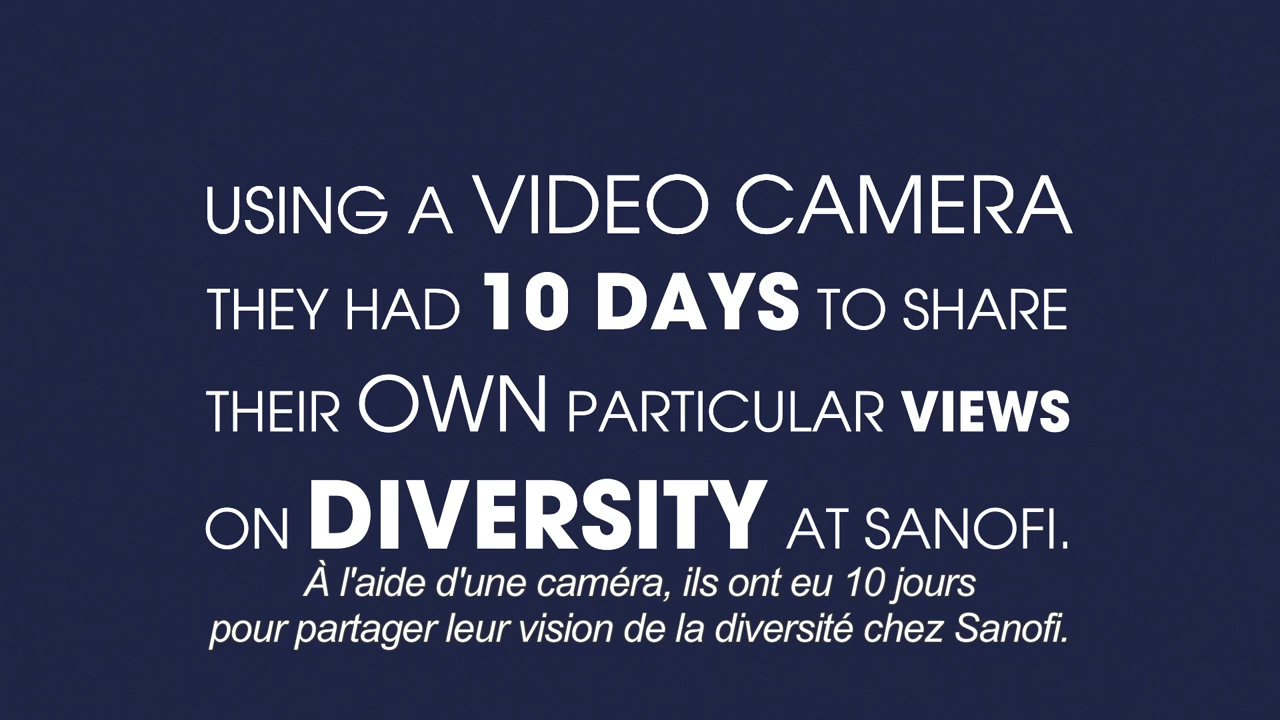 USING A VIDEO CAMERA
THEY HAD 10 DAYS TO SHARE
THEIR OWN PARTICULAR VIEWS
ON DIVERSITY AT SANOFI.
À l'aide d'une caméra, ils ont eu 10 jours
pour partager leur vision de la diversité chez Sanofi.